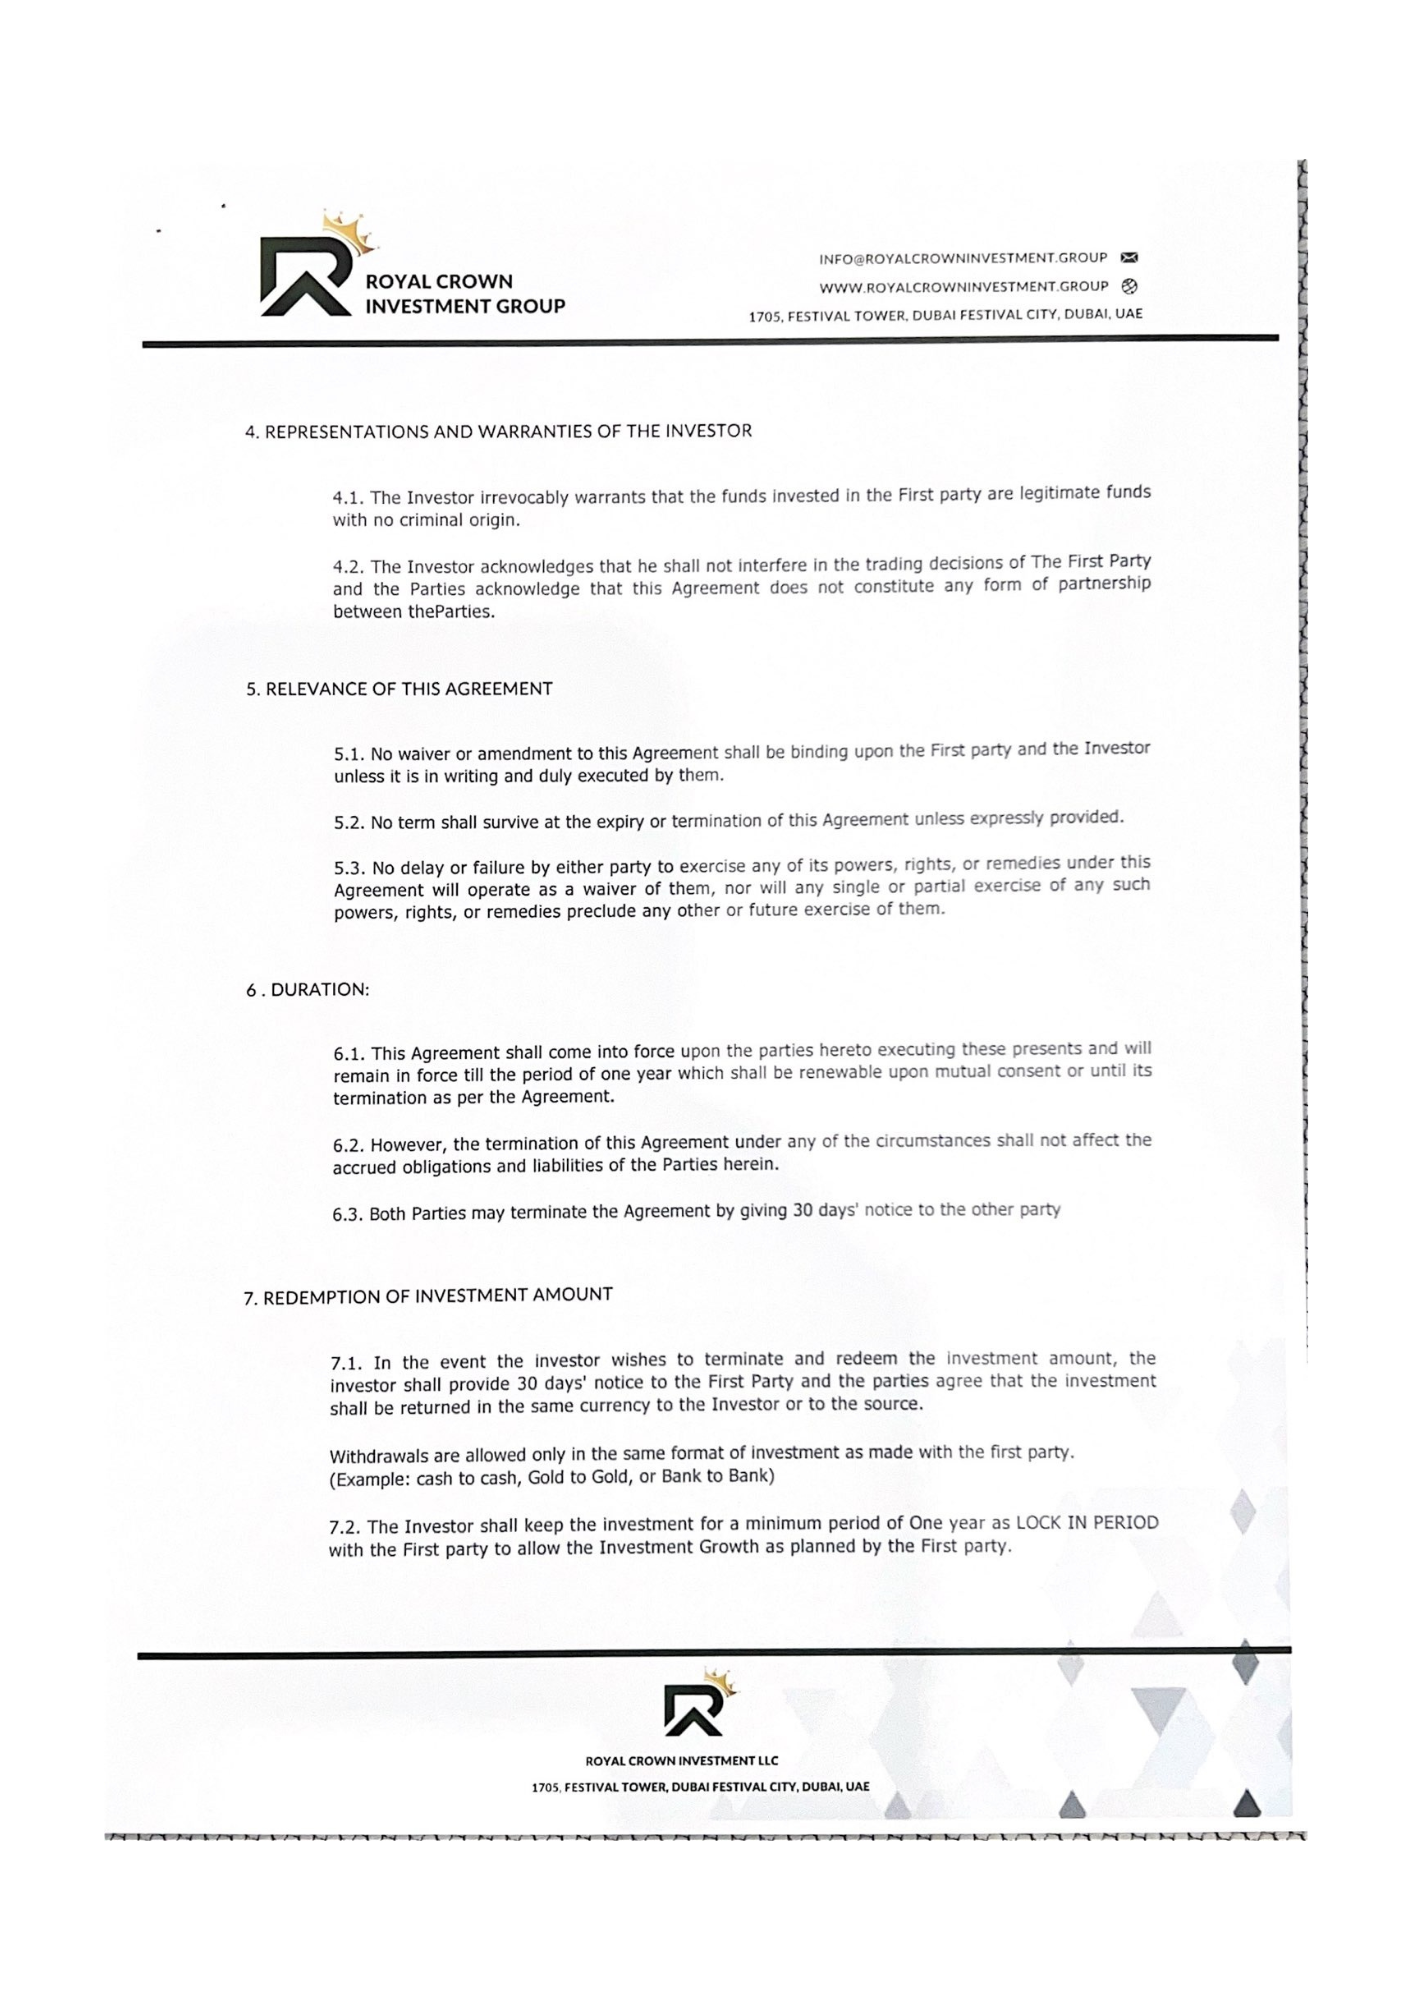 ROYAL CROWN
INVESTMENT GROUP
INFO@ROYALCROWNINVESTMENT.GROUP
WWW.ROYALCROWNINVESTMENT.GROUP
1705, FESTIVAL TOWER, DUBAI FESTIVAL CITY, DUBAI, UAE
4. REPRESENTATIONS AND WARRANTIES OF THE INVESTOR
4.1. The Investor irrevocably warrants that the funds invested in the First party are legitimate funds
with no criminal origin.
4.2. The Investor acknowledges that he shall not interfere in the trading decisions of The First Party
and the Parties acknowledge that this Agreement does not constitute any form of partnership
between theParties.
5. RELEVANCE OF THIS AGREEMENT
5.1. No waiver or amendment to this Agreement shall be binding upon the First party and the Investor
unless it is in writing and duly executed by them.
5.2. No term shall survive at the expiry or termination of this Agreement unless expressly provided.
5.3. No delay or failure by either party to exercise any of its powers, rights, or remedies under this
Agreement will operate as a waiver of them, nor will any single or partial exercise of any such
powers, rights, or remedies preclude any other or future exercise of them.
6 . DURATION:
6.1. This Agreement shall come into force upon the parties hereto executing these presents and will
remain in force till the period of one year which shall be renewable upon mutual consent or until its
termination as per the Agreement.
6.2. However, the termination of this Agreement under any of the circumstances shall not affect the
accrued obligations and liabilities of the Parties herein.
6.3. Both Parties may terminate the Agreement by giving 30 days' notice to the other party
7. REDEMPTION OF INVESTMENT AMOUNT
7.1. In the event the investor wishes to terminate and redeem the investment amount, the
investor shall provide 30 days' notice to the First Party and the parties agree that the investment
shall be returned in the same currency to the Investor or to the source.
Withdrawals are allowed only in the same format of investment as made with the first party.
(Example: cash to cash, Gold to Gold, or Bank to Bank)
7.2. The Investor shall keep the investment for a minimum period of One year as LOCK IN PERIOD
with the First party to allow the Investment Growth as planned by the First party.
ROYAL CROWN INVESTMENT LLC
1705, FESTIVAL TOWER, DUBAI FESTIVAL CITY, DUBAI, UAE